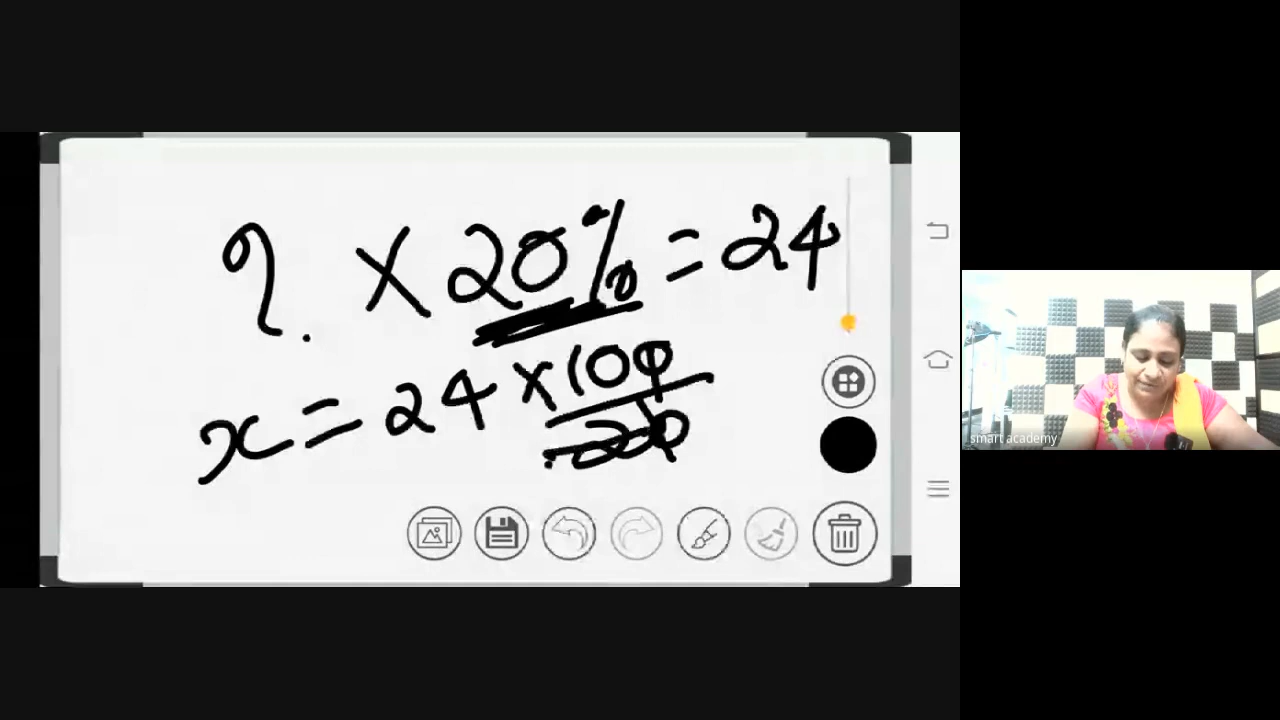 ? × 20% = 24
x = 24 × 100/20
smart academy